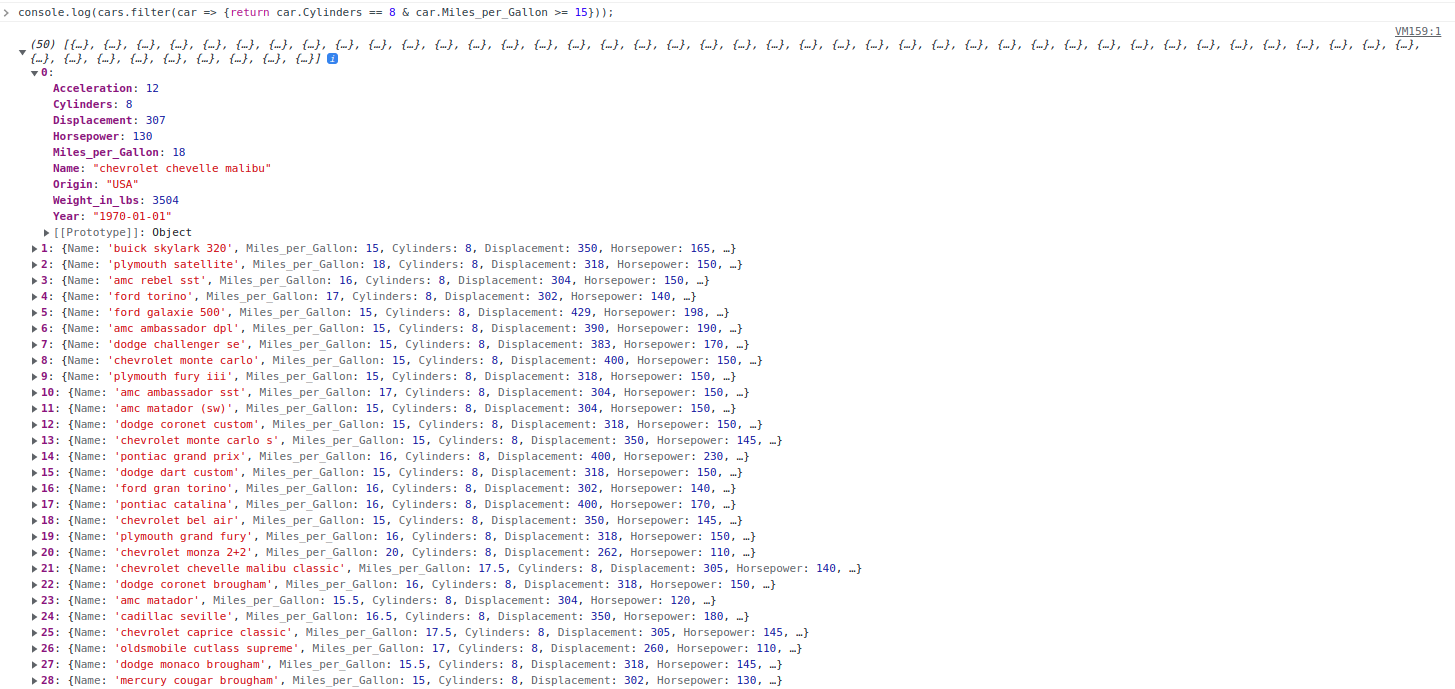 console.log(cars.filter(car => {return car.Cylinders == 8 & car.Miles_per_Gallon >= 15}));
VM159:1
(50) [{…}, {…}, {…}, {…}, {…}, {…}, {…}, {…}, {…}, {…}, {…}, {…}, {…}, {…}, {…}, {…}, {…}, {…}, {…}, {…}, {…}, {…}, {…}, {…}, {…}, {…}, {…}, {…}, {…}, {…}, {…}, {…}, {…}, {…}, {…}, {…}, {…}, {…}, {…}, {…}, {…},
{…}, {…}, {…}, {…}, {…}, {…}, {…}, {…}, {…}] i
0:
Acceleration: 12
Cylinders: 8
Displacement: 307
Horsepower: 130
Miles_per_Gallon: 18
Name: "chevrolet chevelle malibu"
Origin: "USA"
Weight_in_lbs: 3504
Year: "1970-01-01"
[[Prototype]]: Object
1: {Name: 'buick skylark 320', Miles_per_Gallon: 15, Cylinders: 8, Displacement: 350, Horsepower: 165, …}
2: {Name: 'plymouth satellite', Miles_per_Gallon: 18, Cylinders: 8, Displacement: 318, Horsepower: 150, …}
3: {Name: 'amc rebel sst', Miles_per_Gallon: 16, Cylinders: 8, Displacement: 304, Horsepower: 150, …}
4: {Name: 'ford torino', Miles_per_Gallon: 17, Cylinders: 8, Displacement: 302, Horsepower: 140, …}
5: {Name: 'ford galaxie 500', Miles_per_Gallon: 15, Cylinders: 8, Displacement: 429, Horsepower: 198, …}
6: {Name: 'amc ambassador dpl', Miles_per_Gallon: 15, Cylinders: 8, Displacement: 390, Horsepower: 190, …}
7: {Name: 'dodge challenger se', Miles_per_Gallon: 15, Cylinders: 8, Displacement: 383, Horsepower: 170, …}
8: {Name: 'chevrolet monte carlo', Miles_per_Gallon: 15, Cylinders: 8, Displacement: 400, Horsepower: 150, …}
9: {Name: 'plymouth fury iii', Miles_per_Gallon: 15, Cylinders: 8, Displacement: 318, Horsepower: 150, …}
10: {Name: 'amc ambassador sst', Miles_per_Gallon: 17, Cylinders: 8, Displacement: 304, Horsepower: 150, …}
11: {Name: 'amc matador (sw)', Miles_per_Gallon: 15, Cylinders: 8, Displacement: 304, Horsepower: 150, …}
12: {Name: 'dodge coronet custom', Miles_per_Gallon: 15, Cylinders: 8, Displacement: 318, Horsepower: 150, …}
13: {Name: 'chevrolet monte carlo s', Miles_per_Gallon: 15, Cylinders: 8, Displacement: 350, Horsepower: 145, …}
14: {Name: 'pontiac grand prix', Miles_per_Gallon: 16, Cylinders: 8, Displacement: 400, Horsepower: 230, …}
15: {Name: 'dodge dart custom', Miles_per_Gallon: 15, Cylinders: 8, Displacement: 318, Horsepower: 150, …}
16: {Name: 'ford gran torino', Miles_per_Gallon: 16, Cylinders: 8, Displacement: 302, Horsepower: 140, …}
17: {Name: 'pontiac catalina', Miles_per_Gallon: 16, Cylinders: 8, Displacement: 400, Horsepower: 170, …}
18: {Name: 'chevrolet bel air', Miles_per_Gallon: 15, Cylinders: 8, Displacement: 350, Horsepower: 145, …}
19: {Name: 'plymouth grand fury', Miles_per_Gallon: 16, Cylinders: 8, Displacement: 318, Horsepower: 150, …}
20: {Name: 'chevrolet monza 2+2', Miles_per_Gallon: 20, Cylinders: 8, Displacement: 262, Horsepower: 110, …}
21: {Name: 'chevrolet chevelle malibu classic', Miles_per_Gallon: 17.5, Cylinders: 8, Displacement: 305, Horsepower: 140, …}
22: {Name: 'dodge coronet brougham', Miles_per_Gallon: 16, Cylinders: 8, Displacement: 318, Horsepower: 150, …}
23: {Name: 'amc matador', Miles_per_Gallon: 15.5, Cylinders: 8, Displacement: 304, Horsepower: 120, …}
24: {Name: 'cadillac seville', Miles_per_Gallon: 16.5, Cylinders: 8, Displacement: 350, Horsepower: 180, …}
25: {Name: 'chevrolet caprice classic', Miles_per_Gallon: 17.5, Cylinders: 8, Displacement: 305, Horsepower: 145, …}
26: {Name: 'oldsmobile cutlass supreme', Miles_per_Gallon: 17, Cylinders: 8, Displacement: 260, Horsepower: 110, …}
27: {Name: 'dodge monaco brougham', Miles_per_Gallon: 15.5, Cylinders: 8, Displacement: 318, Horsepower: 145, …}
28: {Name: 'mercury cougar brougham', Miles_per_Gallon: 15, Cylinders: 8, Displacement: 302, Horsepower: 130, …}